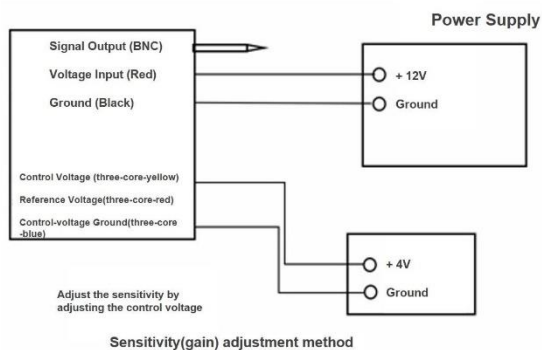 Power Supply
Signal Output (BNC)
Voltage Input (Red)
Ground (Black)
+ 12V
Ground
Control Voltage (three-core-yellow)
Reference Voltage(three-core-red)
Control-voltage Ground(three-core
-blue)
+ 4V
Ground
Adjust the sensitivity by
adjusting the control voltage
Sensitivity(gain) adjustment method